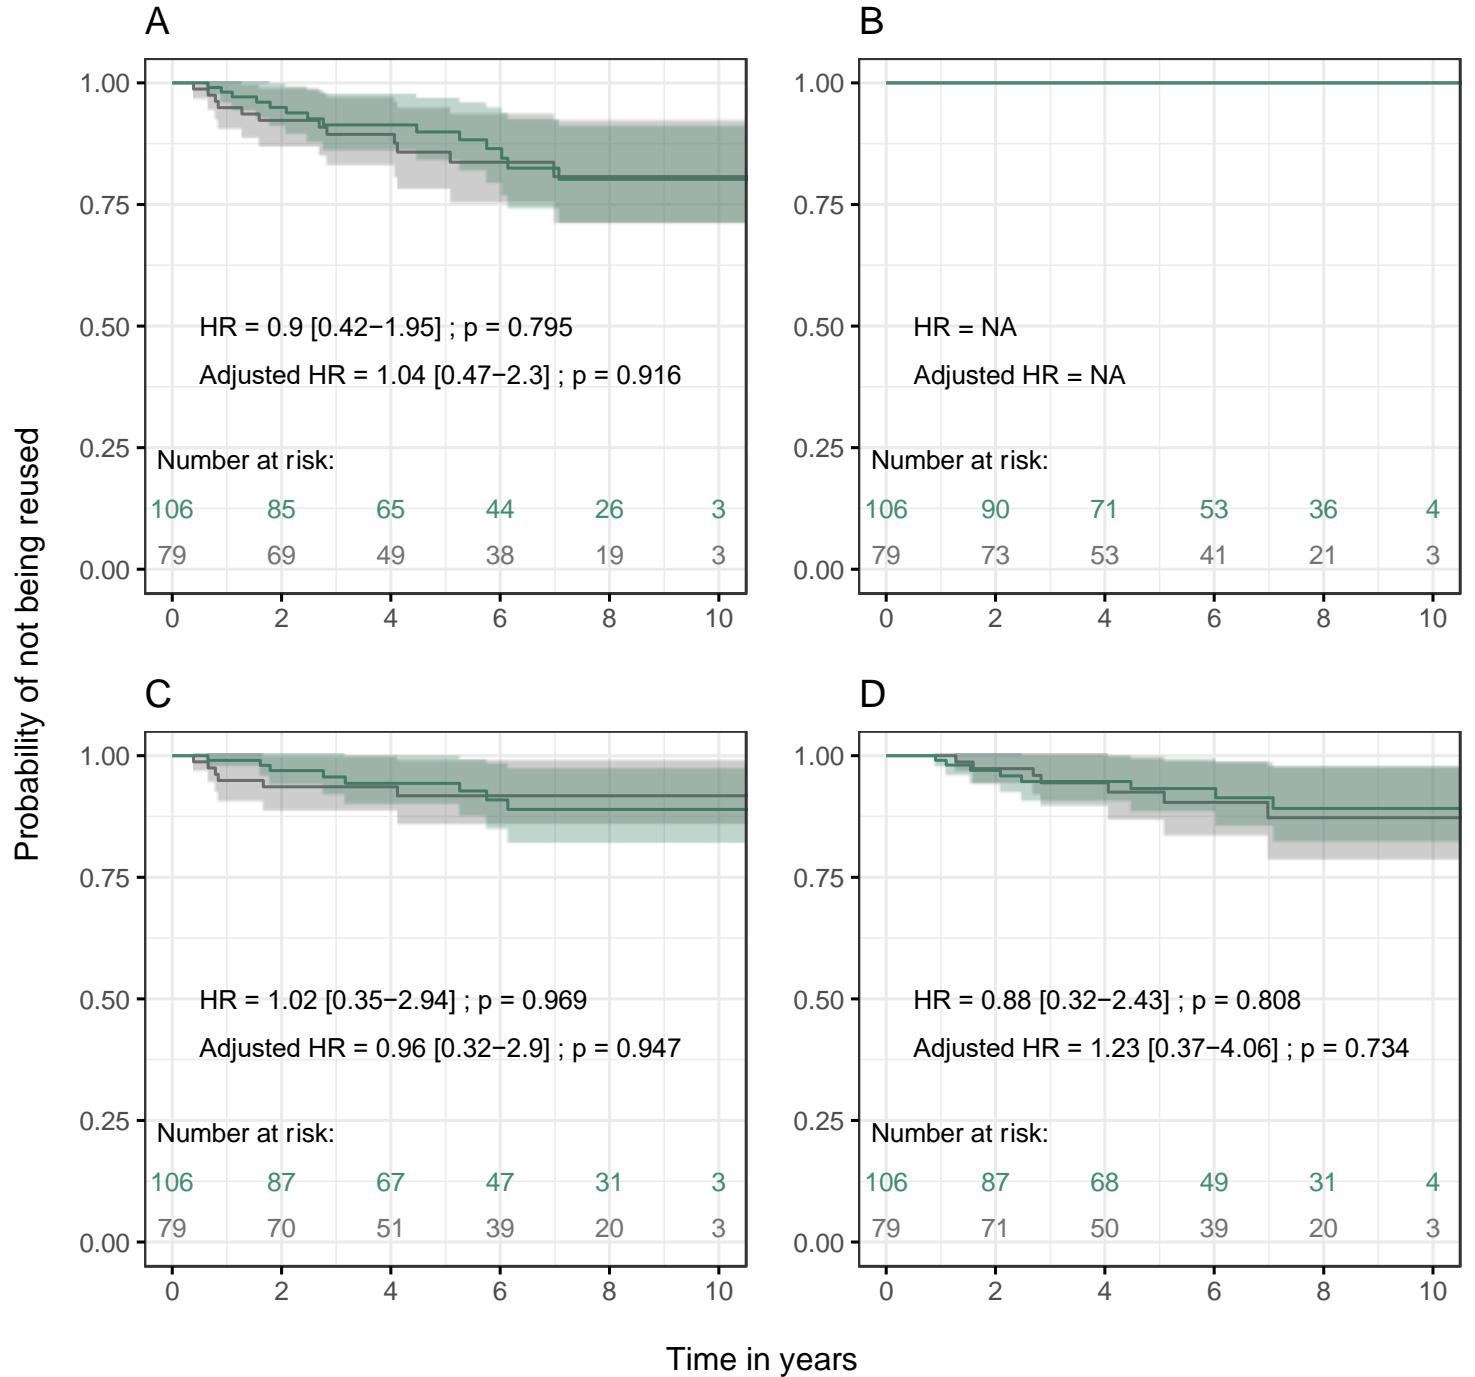 A
1.00
0.75
0.50
0.25
0.00
HR = 0.9 [0.42−1.95] ; p = 0.795
Adjusted HR = 1.04 [0.47−2.3] ; p = 0.916
Number at risk:
106 85 65 44 26 3
79 69 49 38 19 3
0 2 4 6 8 10
B
1.00
0.75
0.50
0.25
0.00
HR = NA
Adjusted HR = NA
Number at risk:
106 90 71 53 36 4
79 73 53 41 21 3
0 2 4 6 8 10
Probability of not being reused
C
1.00
0.75
0.50
0.25
0.00
HR = 1.02 [0.35−2.94] ; p = 0.969
Adjusted HR = 0.96 [0.32−2.9] ; p = 0.947
Number at risk:
106 87 67 47 31 3
79 70 51 39 20 3
0 2 4 6 8 10
D
1.00
0.75
0.50
0.25
0.00
HR = 0.88 [0.32−2.43] ; p = 0.808
Adjusted HR = 1.23 [0.37−4.06] ; p = 0.734
Number at risk:
106 87 68 49 31 4
79 71 50 39 20 3
0 2 4 6 8 10
Time in years